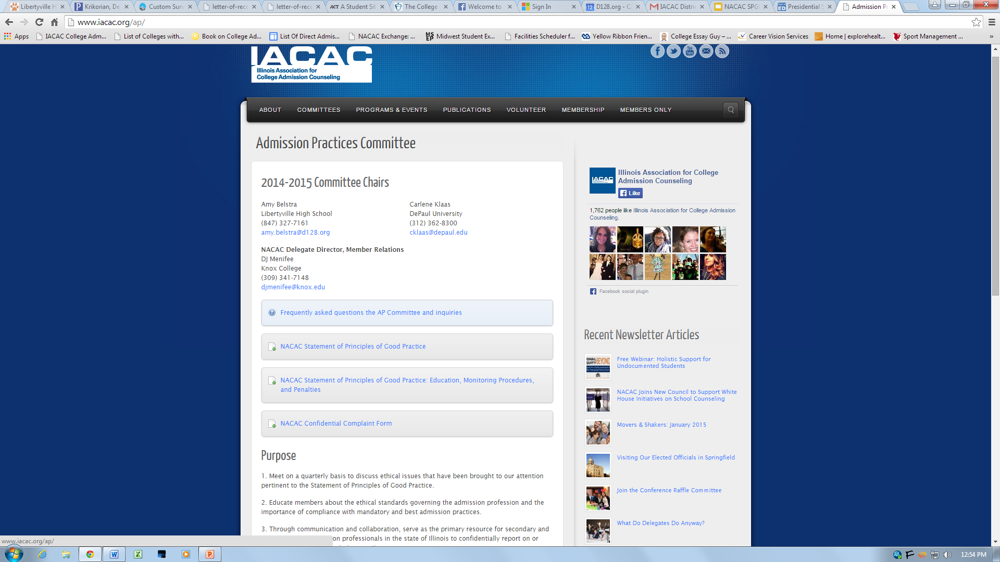 Libertyville H
Krikorian, De
Custom Surv
letter-of-reco
letter-of-reco
ACT A Student Sit
The College
Welcome to
Sign In
D128.org - C
IACAC Distri
NACAC SPG
Presidential S
Admission P
www.iacac.org/ap/
Apps
IACAC College Adm...
List of Colleges with...
Book on College Ad...
List Of Direct Admis...
NACAC Exchange: ...
Midwest Student Ex...
Facilities Scheduler f...
Yellow Ribbon Frien...
College Essay Guy – ...
Career Vision Services
Home | explorehealt...
Sport Management ...
»
IACAC
Illinois Association for
College Admission Counseling
ABOUT
COMMITTEES
PROGRAMS & EVENTS
PUBLICATIONS
VOLUNTEER
MEMBERSHIP
MEMBERS ONLY
Admission Practices Committee
2014-2015 Committee Chairs
Amy Belstra
Libertyville High School
(847) 327-7161
amy.belstra@d128.org
Carlene Klaas
DePaul University
(312) 362-8300
cklaas@depaul.edu
NACAC Delegate Director, Member Relations
DJ Menifee
Knox College
(309) 341-7148
djmenifee@knox.edu
Frequently asked questions the AP Committee and inquiries
NACAC Statement of Principles of Good Practice
NACAC Statement of Principles of Good Practice: Education, Monitoring Procedures,
and Penalties
NACAC Confidential Complaint Form
Purpose
1. Meet on a quarterly basis to discuss ethical issues that have been brought to our attention
pertinent to the Statement of Principles of Good Practice.
2. Educate members about the ethical standards governing the admission profession and the
importance of compliance with mandatory and best admission practices.
3. Through communication and collaboration, serve as the primary resource for secondary and
on professionals in the state of Illinois to confidentially report on or
IACAC
Illinois Association for College
Admission Counseling
Like
1,762 people like Illinois Association for College Admission
Counseling.
Facebook social plugin
Recent Newsletter Articles
Free Webinar: Holistic Support for
Undocumented Students
NACAC Joins New Council to Support White
House Initiatives on School Counseling
Movers & Shakers: January 2015
Visiting Our Elected Officials in Springfield
Join the Conference Raffle Committee
What Do Delegates Do Anyway?
www.iacac.org/ap/
12:54 PM